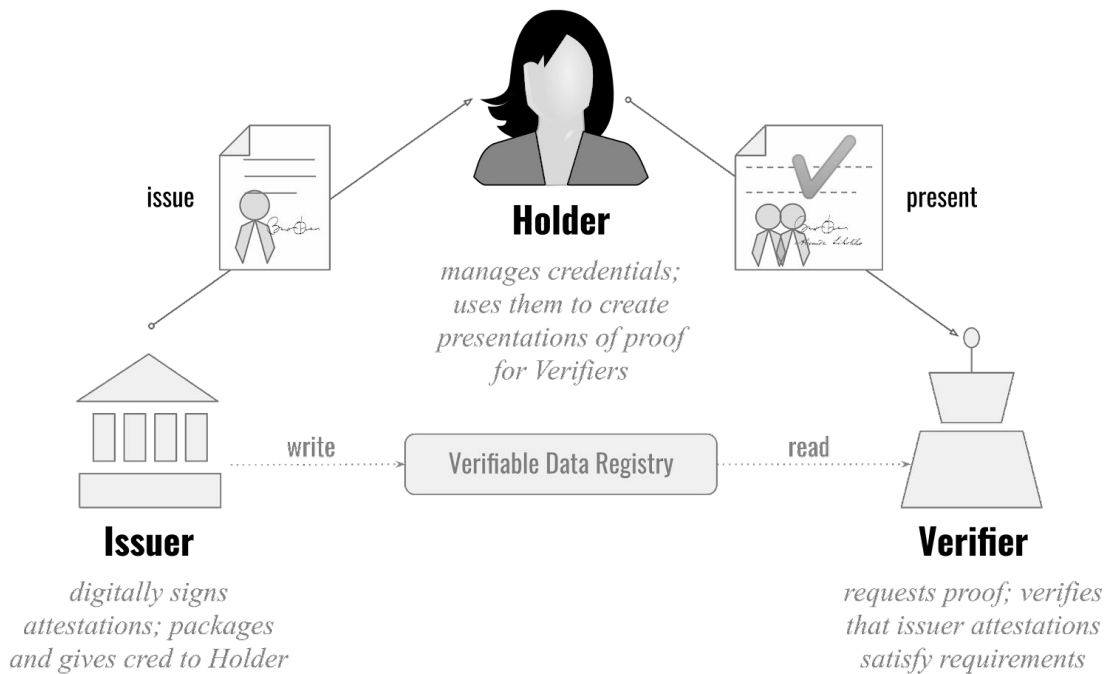 issue
present
Holder
manages credentials;
uses them to create
presentations of proof
for Verifiers
write
Verifiable Data Registry
read
Issuer
digitally signs
attestations; packages
and gives cred to Holder
Verifier
requests proof; verifies
that issuer attestations
satisfy requirements